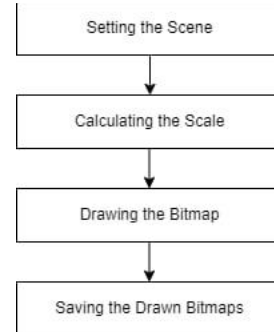 Setting the Scene
Calculating the Scale
Drawing the Bitmap
Saving the Drawn Bitmaps